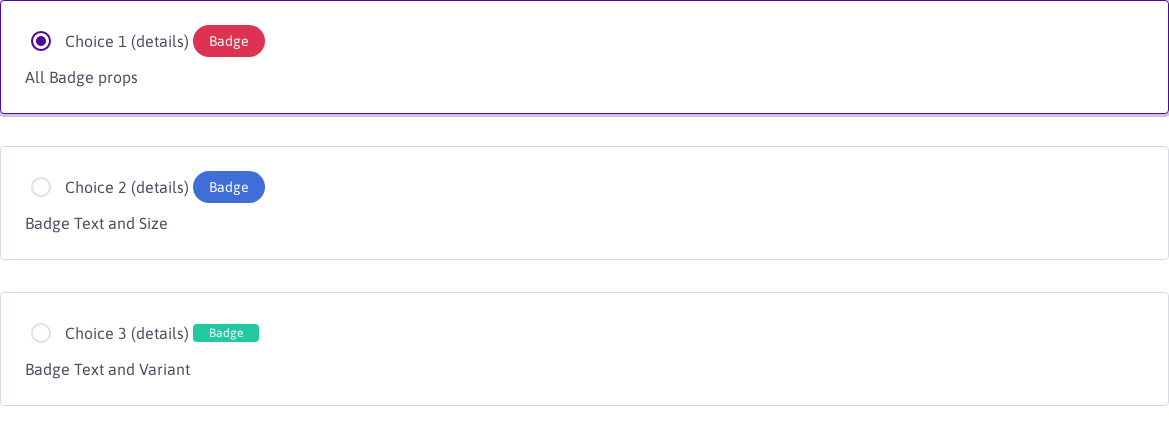 Choice 1 (details) Badge
All Badge props
Choice 2 (details) Badge
Badge Text and Size
Choice 3 (details) Badge
Badge Text and Variant